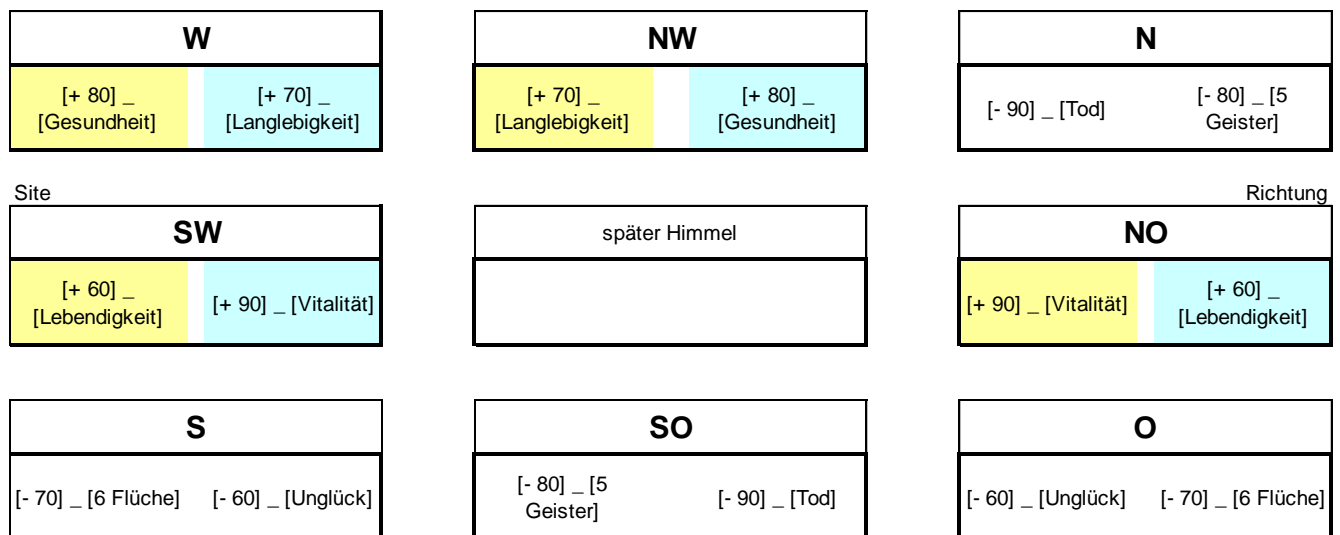 W NW N
[+ 80] _ [+ 70] _ [+ 70] _ [+ 80] _ [- 90] _ [Tod] [- 80] _ [5
[Gesundheit] [Langlebigkeit] [Langlebigkeit] [Gesundheit] Geister]
Site Richtung
SW später Himmel NO
[+ 60] _ [+ 90] _ [Vitalität] [+ 90] _ [Vitalität] [+ 60] _
[Lebendigkeit] [Lebendigkeit]
S SO O
[- 70] _ [6 Flüche] [- 60] _ [Unglück] [- 80] _ [5 [- 90] _ [Tod] [- 60] _ [Unglück] [- 70] _ [6 Flüche]
Geister]